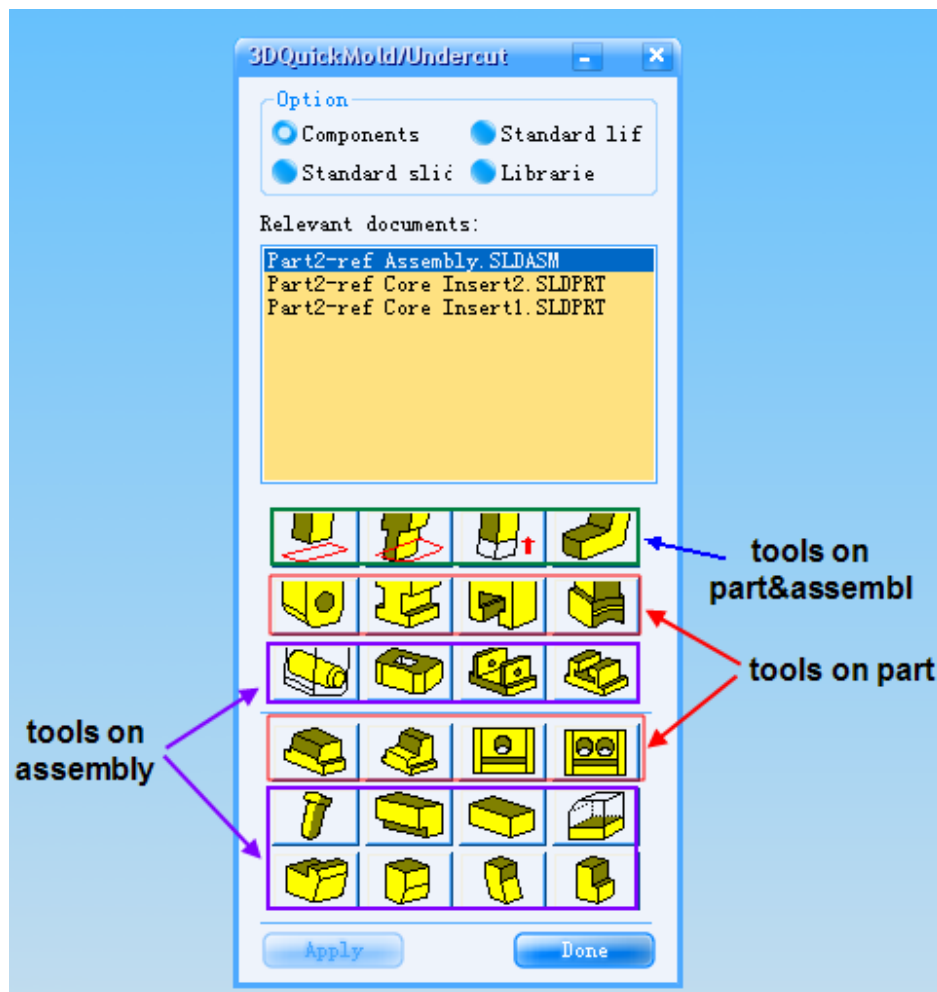 3DQuickMold/Undercut
Option
Components
Standard lif
Standard slić
Librarie
Relevant documents:
Part2-ref Assembly.SLDASM
Part2-ref Core Insert2.SLDPRT
Part2-ref Core Insert1.SLDPRT
tools on
part&assembl
tools on part
tools on
assembly
Apply
Done